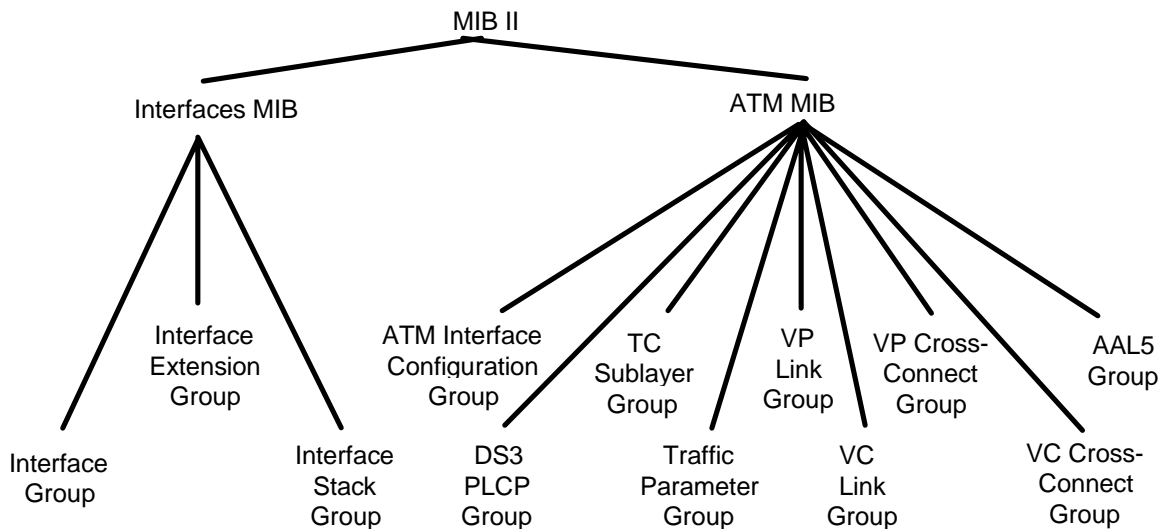 MIB II
Interfaces MIB
ATM MIB
Interface
Extension
Group
ATM Interface
Configuration
Group
TC
Sublayer
Group
VP
Link
Group
VP Cross-
Connect
Group
AAL5
Group
Interface
Group
Interface
Stack
Group
DS3
PLCP
Group
Traffic
Parameter
Group
VC
Link
Group
VC Cross-
Connect
Group